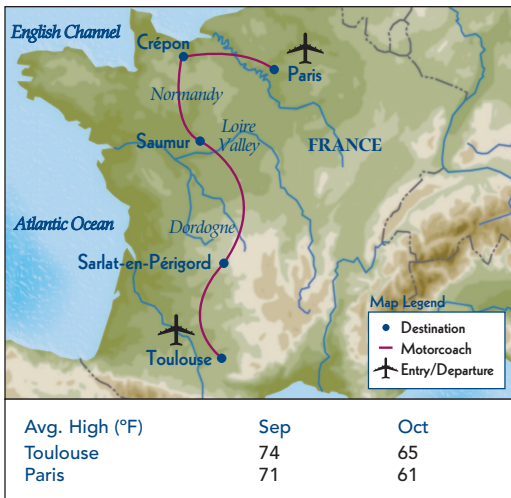 English Channel
Crépon
Paris
Normandy
Loire
Valley
Saumur
FRANCE
Atlantic Ocean
Dordogne
Sarlat-en-Périgord
Toulouse
Map Legend
Destination
Motorcoach
Entry/Departure
Avg. High (ºF) Sep Oct
Toulouse 74 65
Paris 71 61